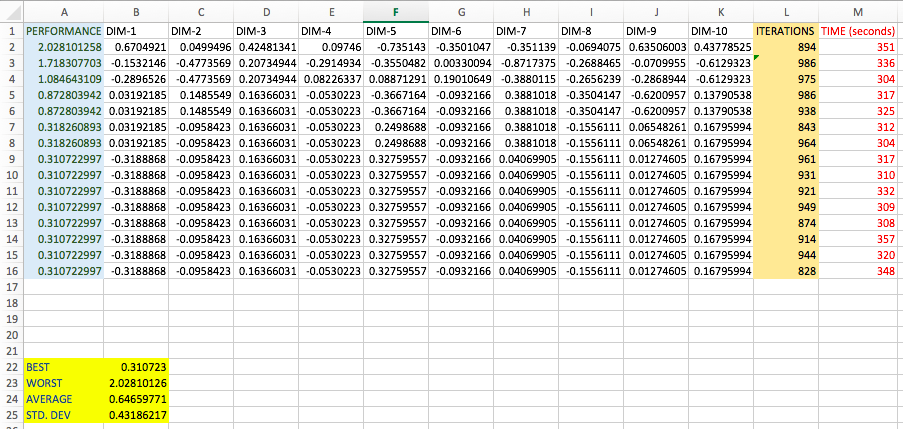 A B C D E F G H I J K L M
1 PERFORMANCE DIM-1 DIM-2 DIM-3 DIM-4 DIM-5 DIM-6 DIM-7 DIM-8 DIM-9 DIM-10 ITERATIONS TIME (seconds)
2 2.028101258 0.6704921 0.0499496 0.42481341 0.09746 -0.735143 -0.3501047 -0.351139 -0.0694075 0.63506003 0.43778525 894 351
3 1.718307703 -0.1532146 -0.4773569 0.20734944 -0.2914934 -0.3550482 0.00330094 -0.8717375 -0.2688465 -0.0709955 -0.6129323 986 336
4 1.084643109 -0.2896526 -0.4773569 0.20734944 0.08226337 0.08871291 0.19010649 -0.3880115 -0.2656239 -0.2868944 -0.6129323 975 304
5 0.872803942 0.03192185 0.1485549 0.16366031 -0.0530223 -0.3667164 -0.0932166 0.3881018 -0.3504147 -0.6200957 0.13790538 986 317
6 0.872803942 0.03192185 0.1485549 0.16366031 -0.0530223 -0.3667164 -0.0932166 0.3881018 -0.3504147 -0.6200957 0.13790538 938 325
7 0.318260893 0.03192185 -0.0958423 0.16366031 -0.0530223 0.2498688 -0.0932166 0.3881018 -0.1556111 0.06548261 0.16795994 843 312
8 0.318260893 0.03192185 -0.0958423 0.16366031 -0.0530223 0.2498688 -0.0932166 0.3881018 -0.1556111 0.06548261 0.16795994 964 304
9 0.310722997 -0.3188868 -0.0958423 0.16366031 -0.0530223 0.32759557 -0.0932166 0.04069905 -0.1556111 0.01274605 0.16795994 961 317
10 0.310722997 -0.3188868 -0.0958423 0.16366031 -0.0530223 0.32759557 -0.0932166 0.04069905 -0.1556111 0.01274605 0.16795994 931 310
11 0.310722997 -0.3188868 -0.0958423 0.16366031 -0.0530223 0.32759557 -0.0932166 0.04069905 -0.1556111 0.01274605 0.16795994 921 332
12 0.310722997 -0.3188868 -0.0958423 0.16366031 -0.0530223 0.32759557 -0.0932166 0.04069905 -0.1556111 0.01274605 0.16795994 949 309
13 0.310722997 -0.3188868 -0.0958423 0.16366031 -0.0530223 0.32759557 -0.0932166 0.04069905 -0.1556111 0.01274605 0.16795994 874 308
14 0.310722997 -0.3188868 -0.0958423 0.16366031 -0.0530223 0.32759557 -0.0932166 0.04069905 -0.1556111 0.01274605 0.16795994 914 357
15 0.310722997 -0.3188868 -0.0958423 0.16366031 -0.0530223 0.32759557 -0.0932166 0.04069905 -0.1556111 0.01274605 0.16795994 944 320
16 0.310722997 -0.3188868 -0.0958423 0.16366031 -0.0530223 0.32759557 -0.0932166 0.04069905 -0.1556111 0.01274605 0.16795994 828 348
17
18
19
20
21
22 BEST 0.310723
23 WORST 2.02810126
24 AVERAGE 0.64659771
25 STD. DEV 0.43186217